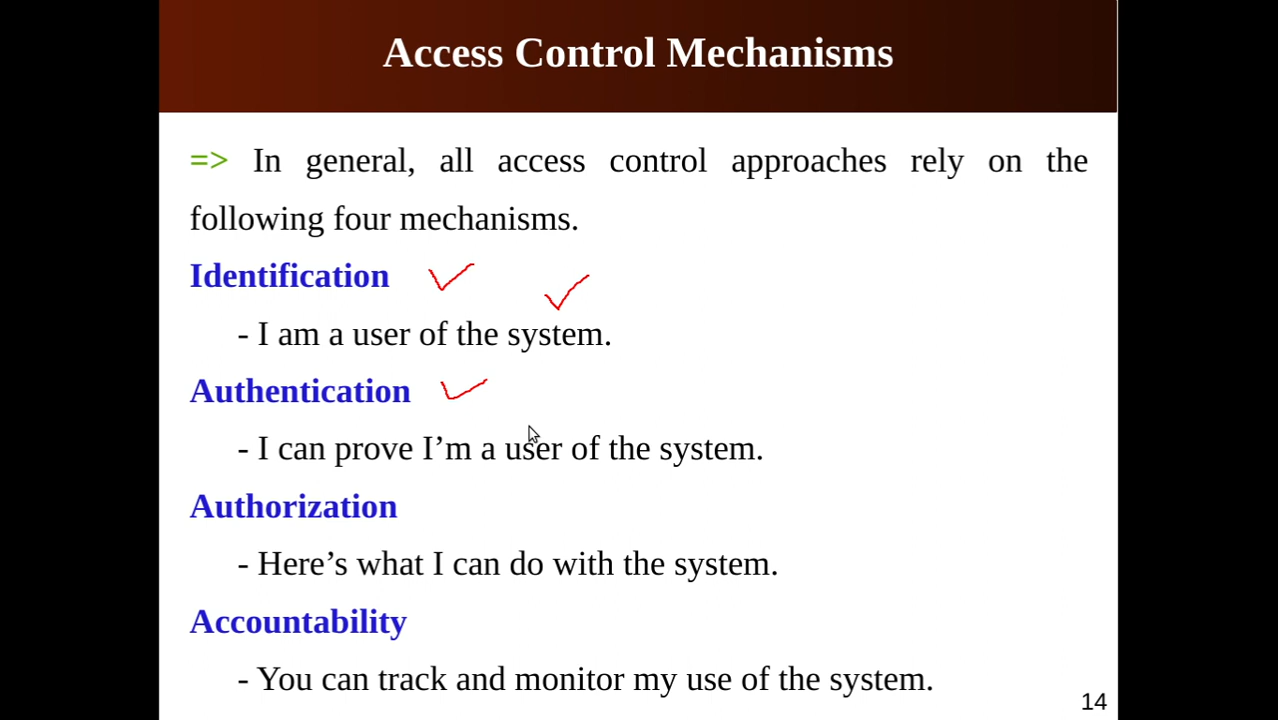 Access Control Mechanisms
=> In general, all access control approaches rely on the
following four mechanisms.
Identification
- I am a user of the system.
Authentication
- I can prove I’m a user of the system.
Authorization
- Here’s what I can do with the system.
Accountability
- You can track and monitor my use of the system.
14